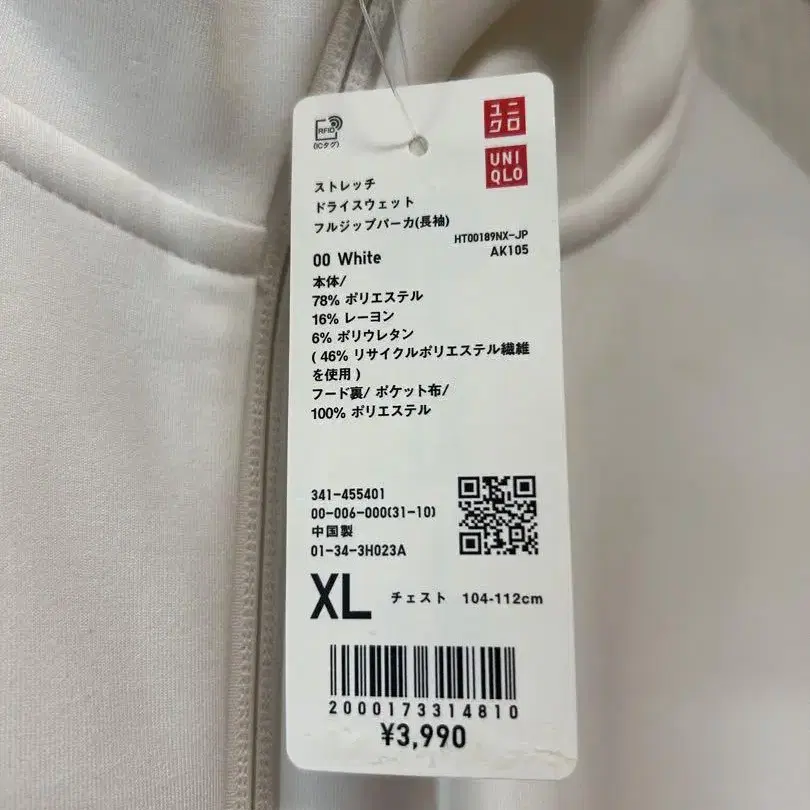 RFID
(ICタグ)
ユニ
クロ
UNI
QLO
ストレッチ
ドライスウェット
フルジップパーカ(長袖)
HT00189NX-JP
AK105
00 White
本体/
78% ポリエステル
16% レーヨン
6% ポリウレタン
( 46% リサイクルポリエステル繊維
を使用 )
フード裏/ ポケット布/
100% ポリエステル
341-455401
00-006-000(31-10)
中国製
01-34-3H023A
XL チェスト 104-112cm
2000173314810
¥3,990